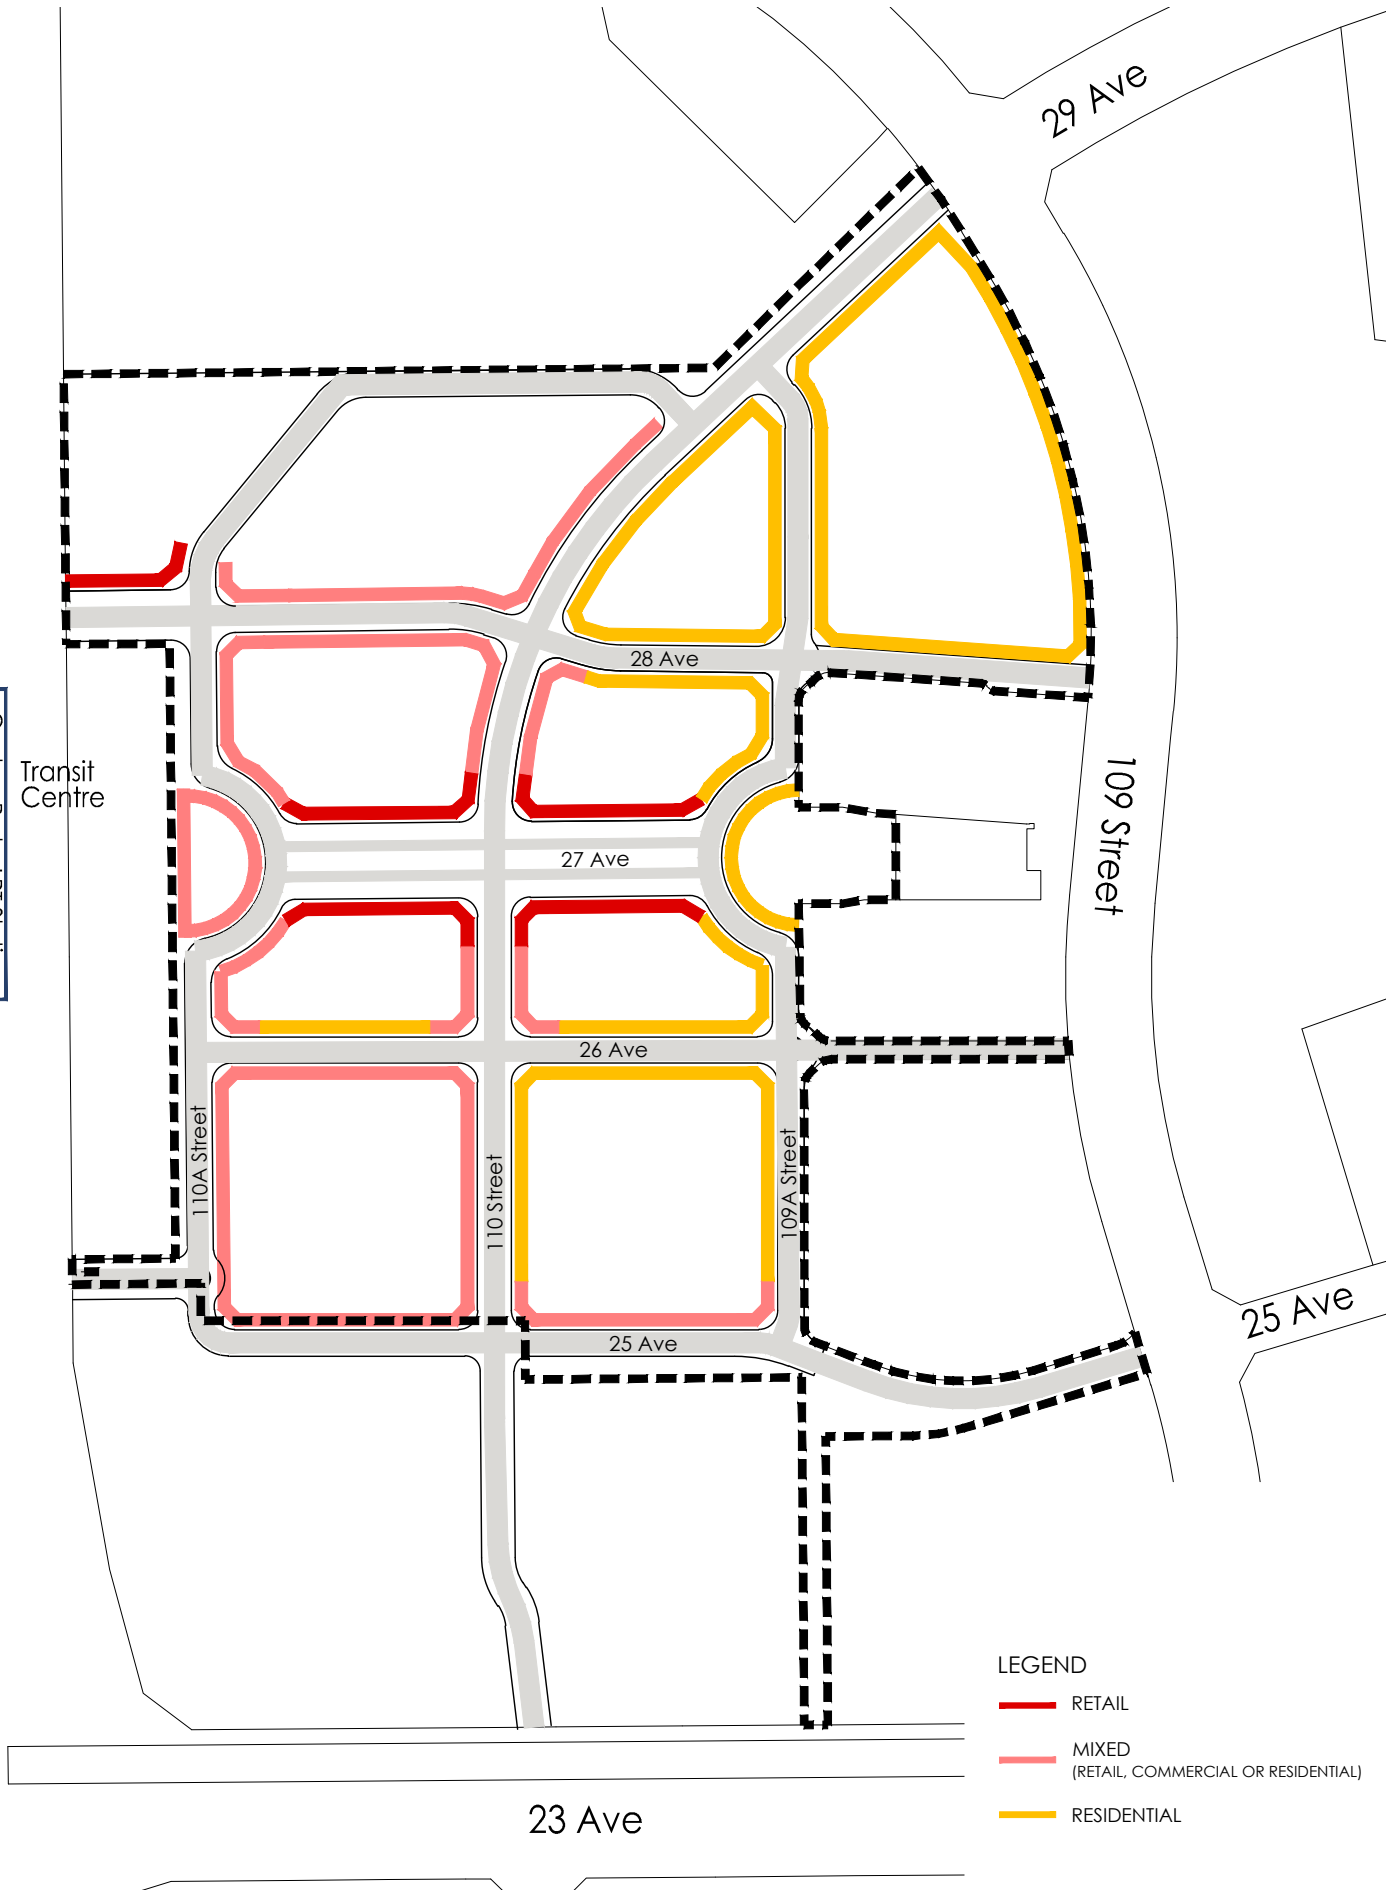 29 Ave
28 Ave
Transit
Centre
109 Street
27 Ave
26 Ave
110A Street
110 Street
109A Street
25 Ave
25 Ave
LEGEND
RETAIL
MIXED
(RETAIL, COMMERCIAL OR RESIDENTIAL)
RESIDENTIAL
23 Ave